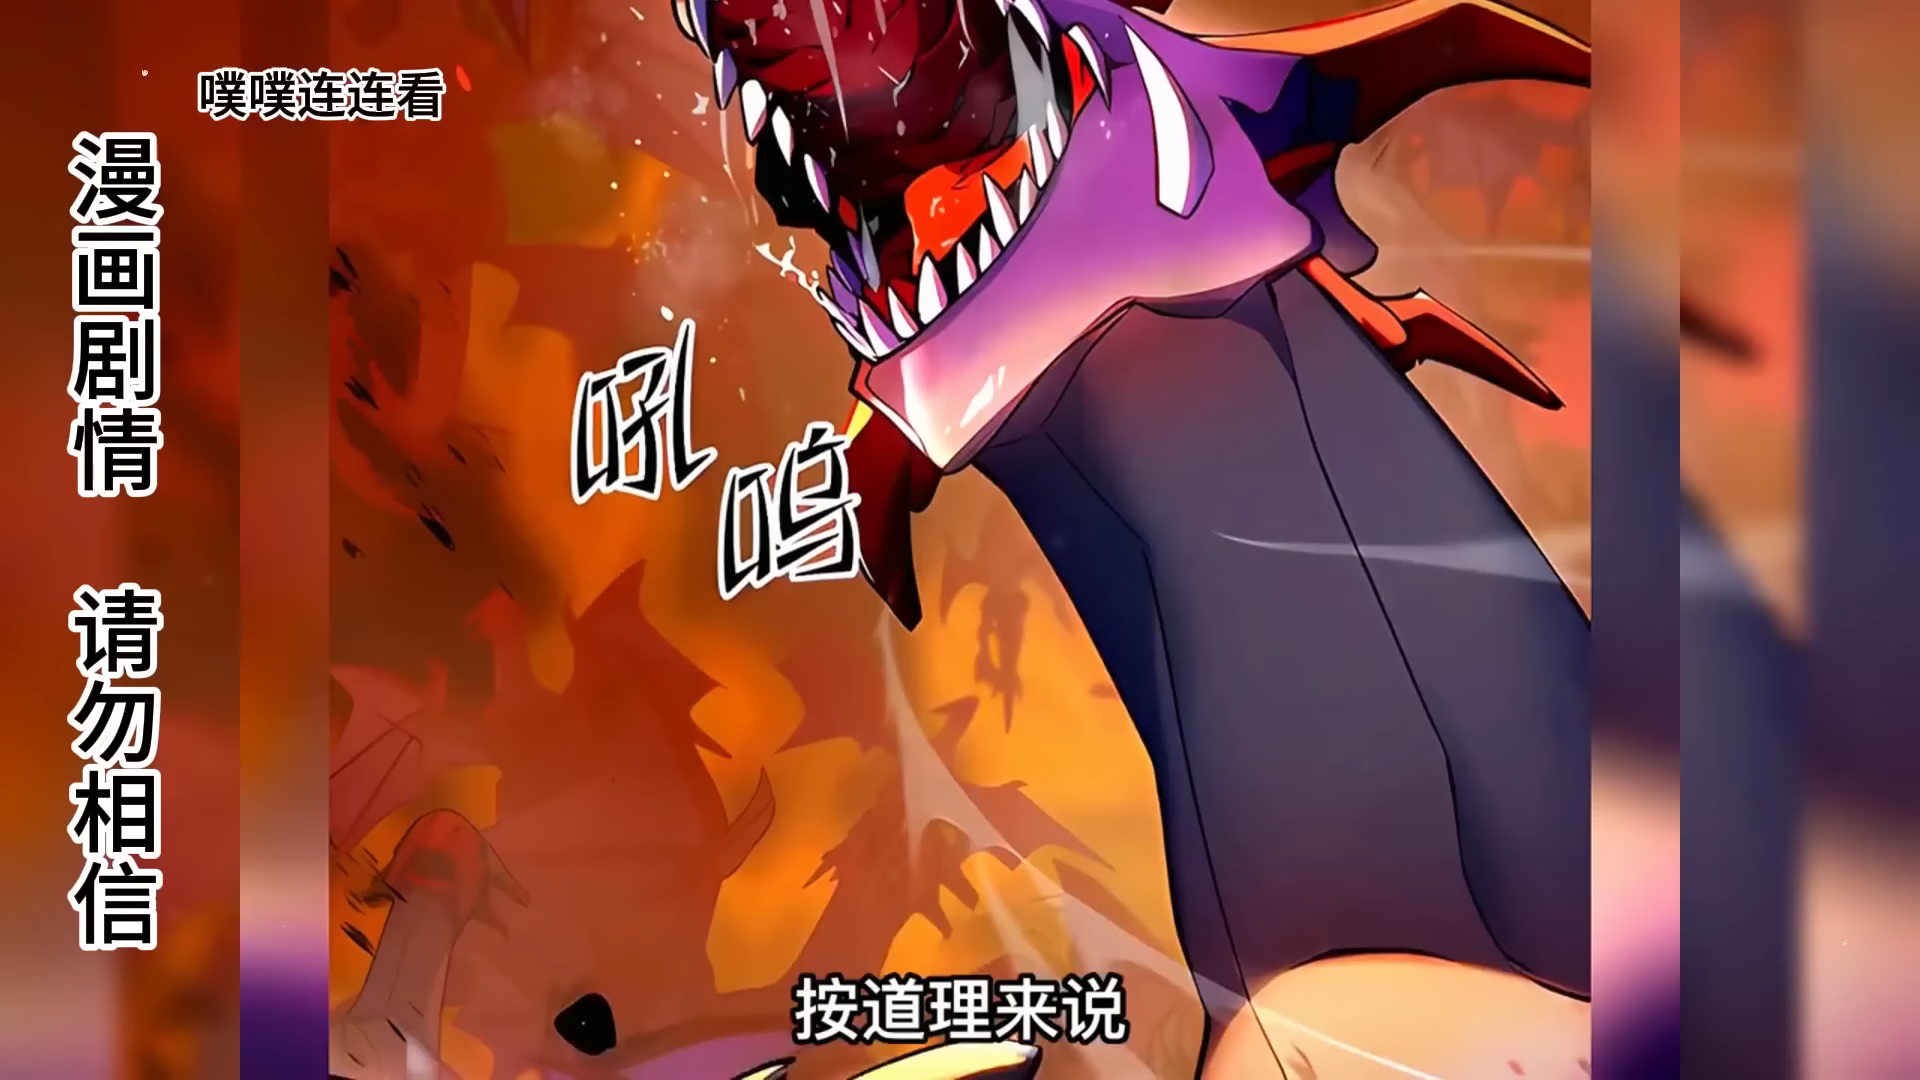 噗噗连连看
漫画剧情 请勿相信
吼
呜
按道理来说